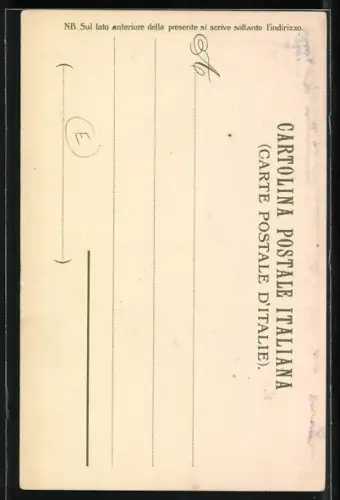 CARTOLINA POSTALE ITALIANA
(CARTE POSTALE D'ITALIE).
A
(E)
NB. Sul lato anteriore della presente si scrive soltanto l'indirizzo.